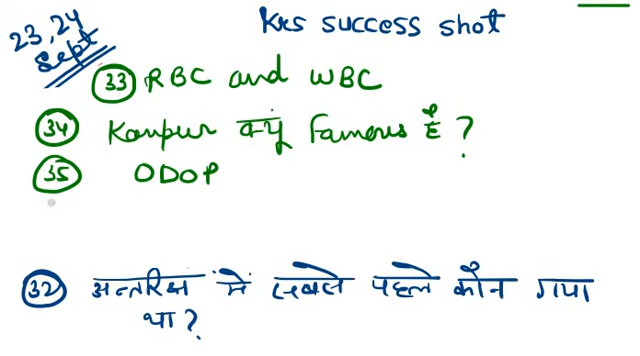 23,24 Sept
Kks success shot
33 RBC and WBC
34 Kanpur क्यु Famous है ?
35 ODOP
32 अन्तरिक्ष में सबसे पहले कौन गया
था?